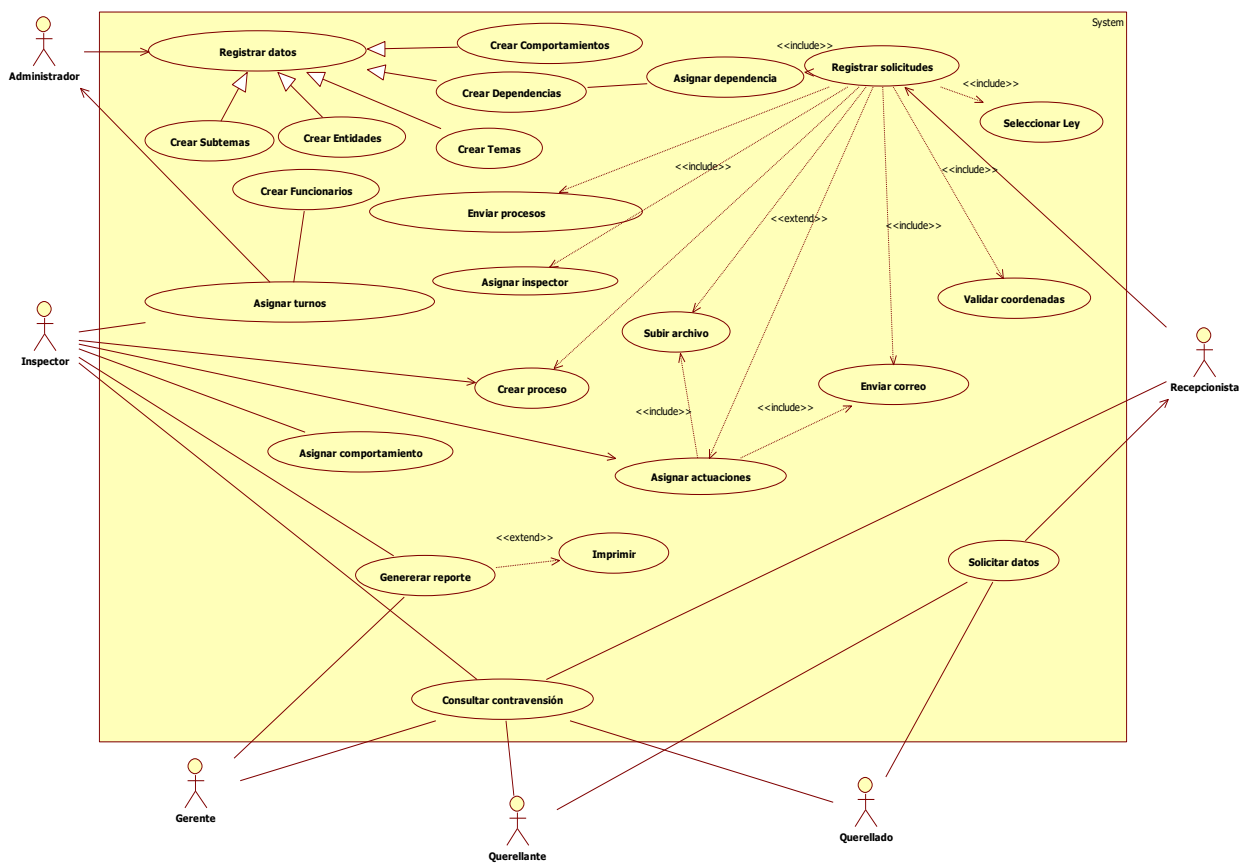 System
Administrador
Registrar datos
Crear Comportamientos
<<include>>
Registrar solicitudes
Crear Dependencias
Asignar dependencia
<<include>>
Seleccionar Ley
Crear Subtemas
Crear Entidades
Crear Temas
<<include>>
<<include>>
Crear Funcionarios
Enviar procesos
<<extend>>
<<include>>
Asignar inspector
Asignar turnos
Validar coordenadas
Inspector
Subir archivo
Recepcionista
Crear proceso
Enviar correo
<<include>>
<<include>>
Asignar comportamiento
Asignar actuaciones
<<extend>>
Imprimir
Solicitar datos
Genererar reporte
Consultar contravensión
Gerente
Querellante
Querellado